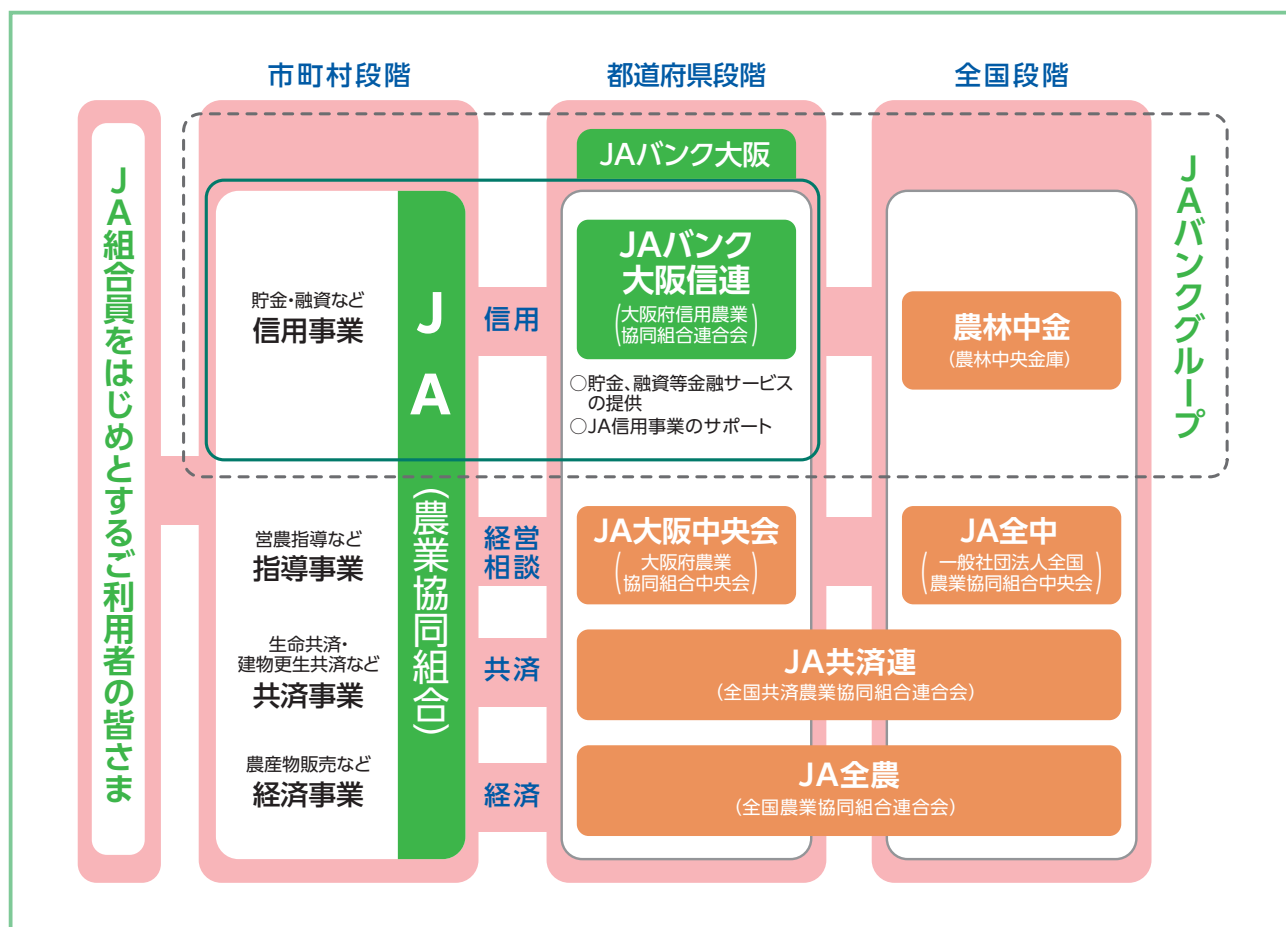 市町村段階
都道府県段階
全国段階
JA組合員をはじめとするご利用者の皆さま
JAバンク大阪
JAバンクグループ
貯金・融資など
信用事業
営農指導など
指導事業
生命共済・
建物更生共済など
共済事業
農産物販売など
経済事業
JA
(農業協同組合)
信用
経営
相談
共済
経済
JAバンク
大阪信連
(大阪府信用農業
協同組合連合会)
○貯金、融資等金融サービス
の提供
○JA信用事業のサポート
農林中金
(農林中央金庫)
JA大阪中央会
(大阪府農業
協同組合中央会)
JA全中
(一般社団法人全国
農業協同組合中央会)
JA共済連
(全国共済農業協同組合連合会)
JA全農
(全国農業協同組合連合会)